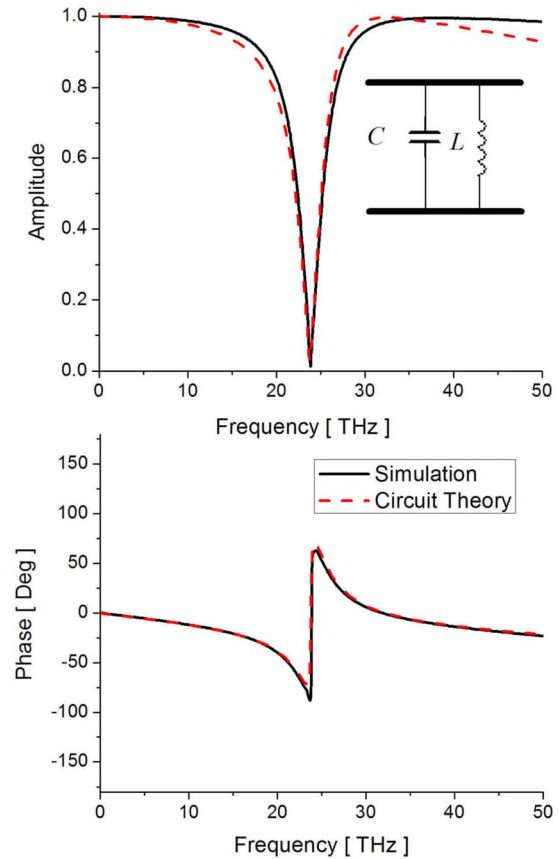 1.0
0.8
0.6
0.4
0.2
0.0
Amplitude
C
L
0 10 20 30 40 50
Frequency [ THz ]
150
100
50
0
-50
-100
-150
Phase [ Deg ]
Simulation
Circuit Theory
0 10 20 30 40 50
Frequency [ THz ]